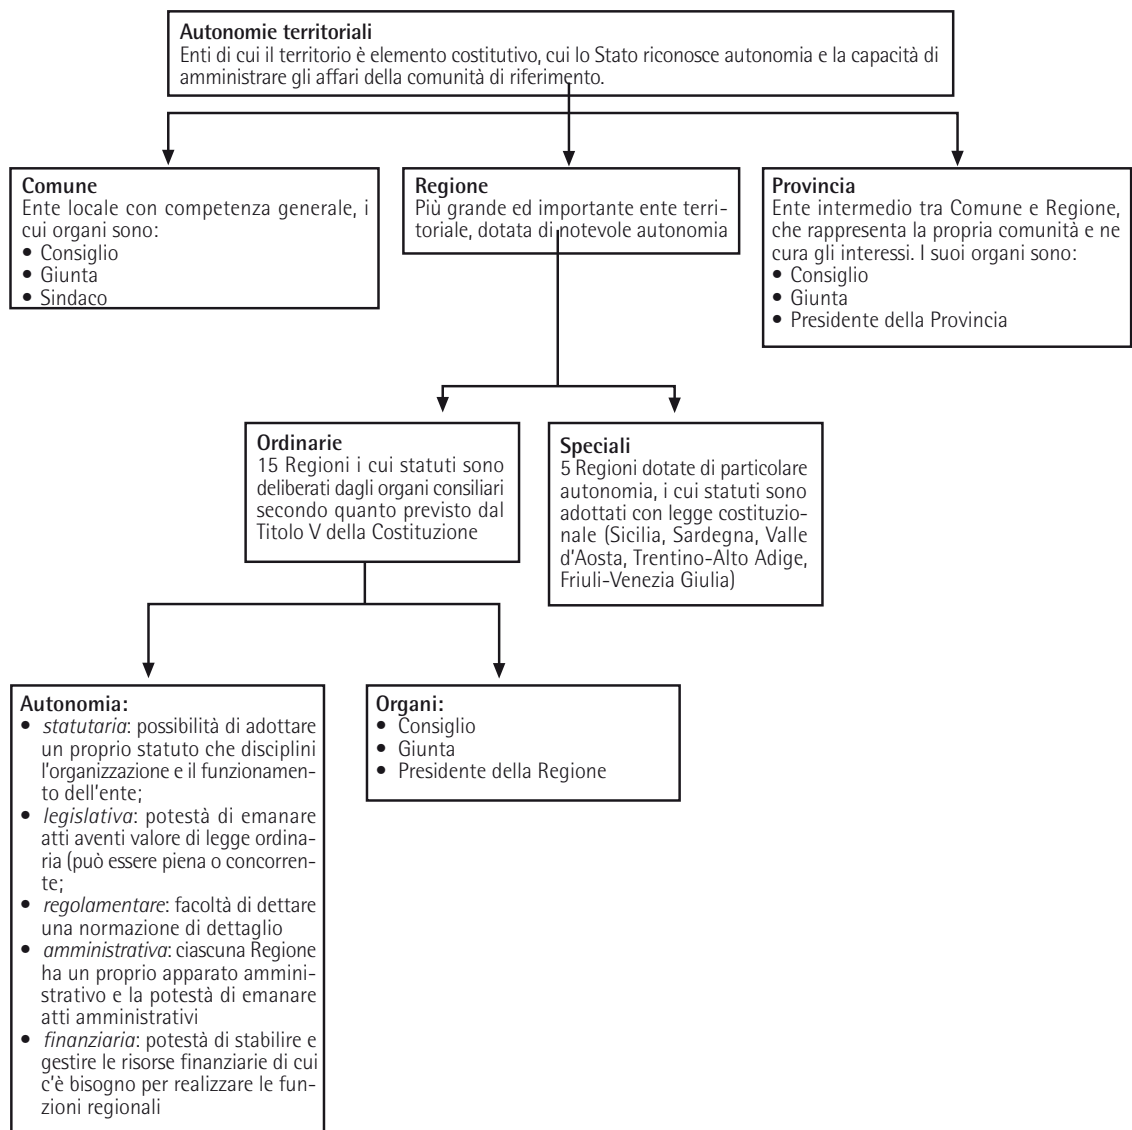 Autonomie territoriali
Enti di cui il territorio è elemento costitutivo, cui lo Stato riconosce autonomia e la capacità di
amministrare gli affari della comunità di riferimento.
Comune
Ente locale con competenza generale, i
cui organi sono:
• Consiglio
• Giunta
• Sindaco
Regione
Più grande ed importante ente terri-
toriale, dotata di notevole autonomia
Provincia
Ente intermedio tra Comune e Regione,
che rappresenta la propria comunità e ne
cura gli interessi. I suoi organi sono:
• Consiglio
• Giunta
• Presidente della Provincia
Ordinarie
15 Regioni i cui statuti sono
deliberati dagli organi consiliari
secondo quanto previsto dal
Titolo V della Costituzione
Speciali
5 Regioni dotate di particolare
autonomia, i cui statuti sono
adottati con legge costituzio-
nale (Sicilia, Sardegna, Valle
d'Aosta, Trentino-Alto Adige,
Friuli-Venezia Giulia)
Autonomia:
• statutaria: possibilità di adottare
un proprio statuto che disciplini
l'organizzazione e il funzionamen-
to dell'ente;
• legislativa: potestà di emanare
atti aventi valore di legge ordina-
ria (può essere piena o concorren-
te;
• regolamentare: facoltà di dettare
una normazione di dettaglio
• amministrativa: ciascuna Regione
ha un proprio apparato ammini-
strativo e la potestà di emanare
atti amministrativi
• finanziaria: potestà di stabilire e
gestire le risorse finanziarie di cui
c'è bisogno per realizzare le fun-
zioni regionali
Organi:
• Consiglio
• Giunta
• Presidente della Regione